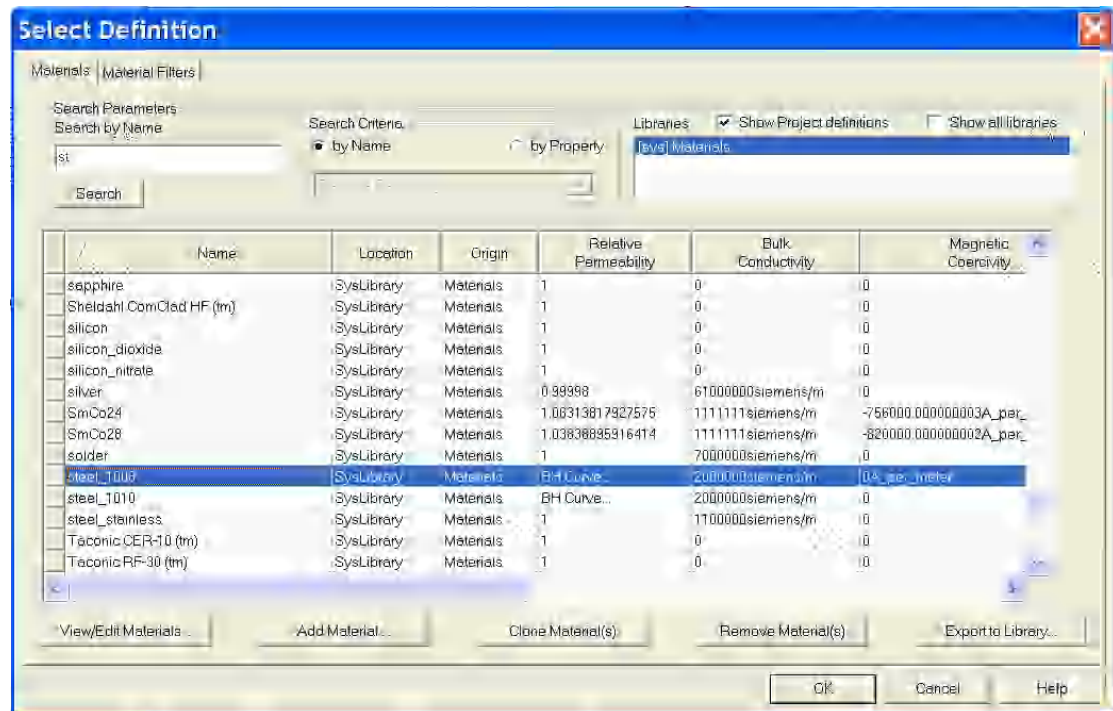 Select Definition
Materials Material Filters
Search Parameters
Search by Name
Search Criteria
Libraries Show Project definitions Show all libraries
st
by Name by Property
[sys] Materials
Search
/ Name Location Origin Relative Permeability Bulk Conductivity Magnetic Coercivity...
sapphire SysLibrary Materials 1 0 0
Sheldahl ComClad HF (tm) SysLibrary Materials 1 0 0
silicon SysLibrary Materials 1 0 0
silicon_dioxide SysLibrary Materials 1 0 0
silicon_nitrate SysLibrary Materials 1 0 0
silver SysLibrary Materials 0.99998 61000000siemens/m 0
SmCo24 SysLibrary Materials 1.06313817927575 1111111siemens/m -756000.000000003A_per_
SmCo28 SysLibrary Materials 1.03838895916414 1111111siemens/m -820000.000000002A_per_
solder SysLibrary Materials 1 7000000siemens/m 0
steel_1008 SysLibrary Materials BH Curve... 2000000siemens/m 0A_per_meter
steel_1010 SysLibrary Materials BH Curve... 2000000siemens/m 0
steel_stainless SysLibrary Materials 1 1100000siemens/m 0
Taconic CER-10 (tm) SysLibrary Materials 1 0 0
Taconic RF-30 (tm) SysLibrary Materials 1 0 0
View/Edit Materials... Add Material... Clone Material(s) Remove Material(s) Export to Library...
OK Cancel Help